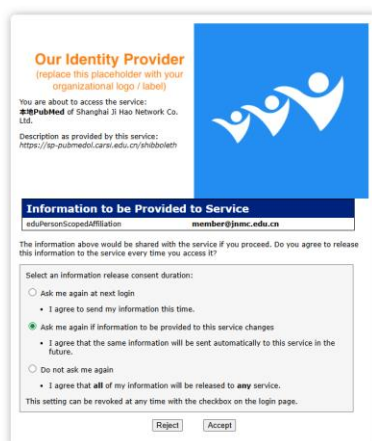 Our Identity Provider
(replace this placeholder with your
organizational logo / label)
You are about to access the service:
本地PubMed of Shanghai Ji Hao Network Co.
Ltd.
Description as provided by this service:
https://sp-pubmedol.carsi.edu.cn/shibboleth
Information to be Provided to Service
eduPersonScopedAffiliation member@jnmc.edu.cn
The information above would be shared with the service if you proceed. Do you agree to release
this information to the service every time you access it?
Select an information release consent duration:
Ask me again at next login
• I agree to send my information this time.
Ask me again if information to be provided to this service changes
• I agree that the same information will be sent automatically to this service in the
future.
Do not ask me again
• I agree that all of my information will be released to any service.
This setting can be revoked at any time with the checkbox on the login page.
Reject Accept